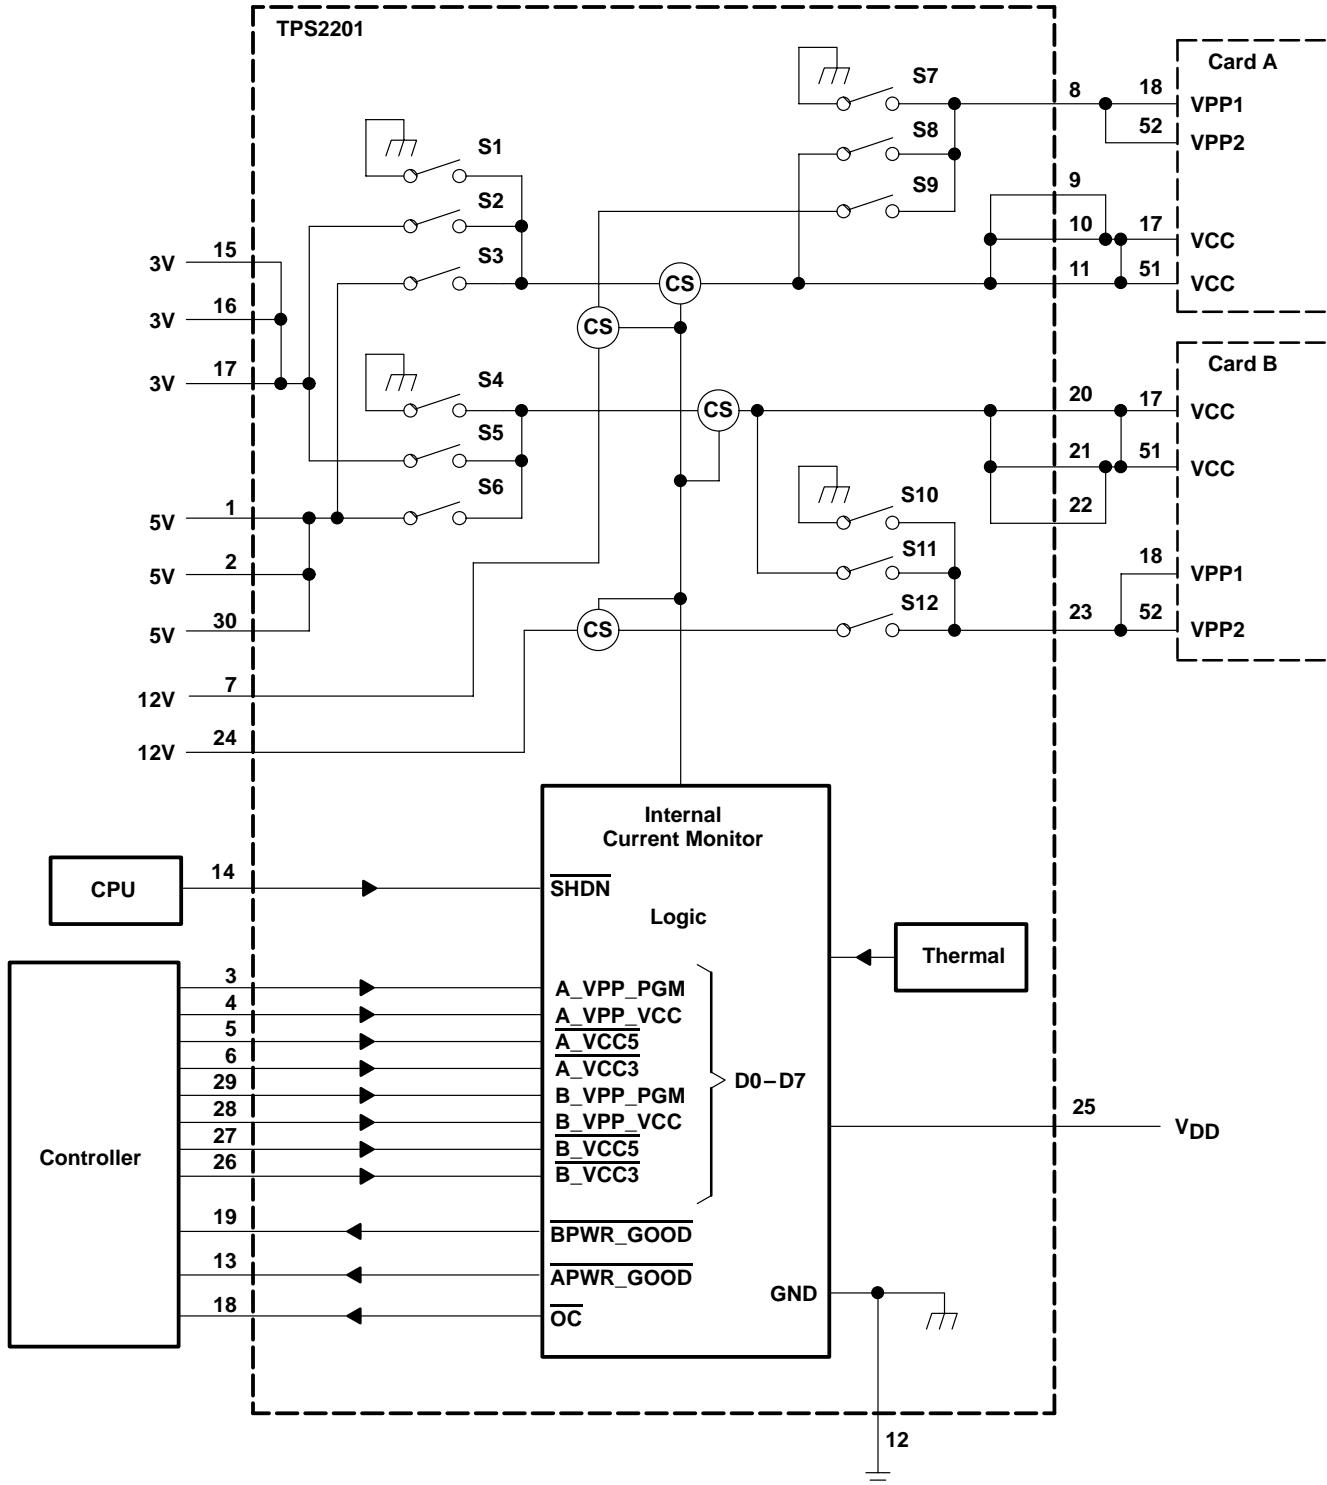 TPS2201
Card A
S7
8
18
VPP1
S8
52
VPP2
S1
S9
9
S2
10
17
VCC
3V
15
S3
CS
11
51
VCC
3V
16
CS
3V
17
S4
Card B
CS
20
17
VCC
S5
21
51
VCC
S6
S10
22
5V
1
S11
18
VPP1
5V
2
S12
23
52
VPP2
5V
30
CS
12V
7
12V
24
Internal
Current Monitor
CPU
14
SHDN
Logic
Thermal
3
A_VPP_PGM
4
A_VPP_VCC
5
A_VCC5
6
A_VCC3
29
B_VPP_PGM
28
B_VPP_VCC
27
B_VCC5
26
B_VCC3
D0–D7
25
VDD
Controller
19
BPWR_GOOD
13
APWR_GOOD
18
OC
GND
12